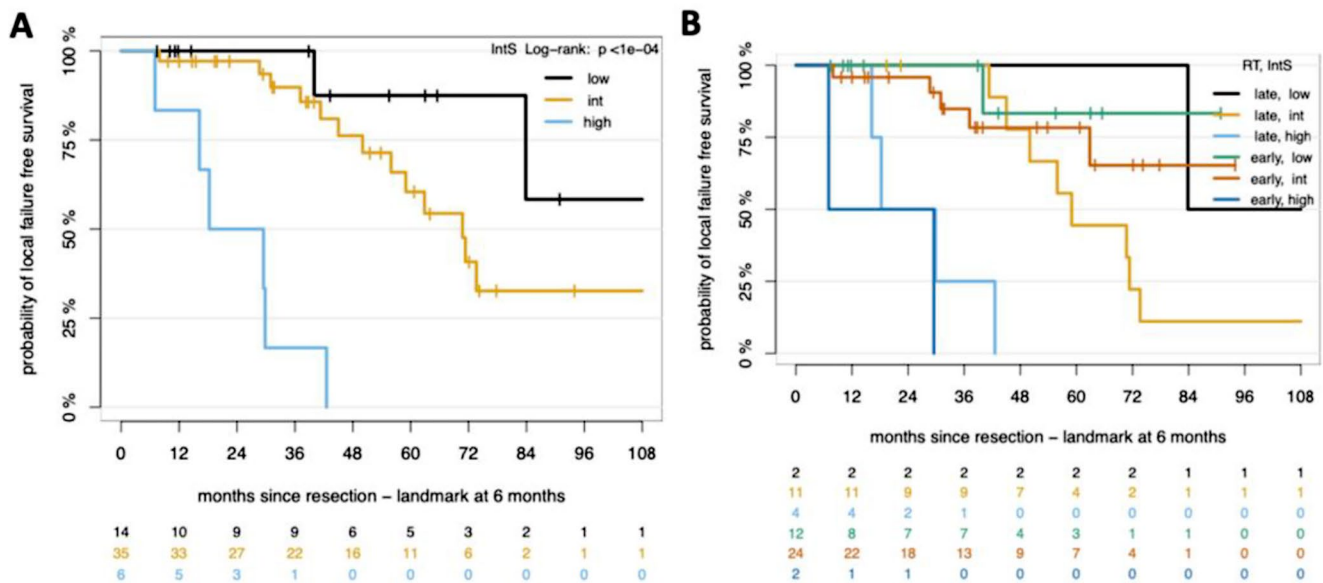 A
100 %
75 %
50 %
25 %
0 %
probability of local failure free survival
IntS Log−rank: p <1e−04
low
int
high
0 12 24 36 48 60 72 84 96 108
months since resection − landmark at 6 months
14 10 9 9 6 5 3 2 1 1
35 33 27 22 16 11 6 2 1 1
6 5 3 1 0 0 0 0 0 0
B
100 %
75 %
50 %
25 %
0 %
probability of local failure free survival
RT, IntS
late, low
late, int
late, high
early, low
early, int
early, high
0 12 24 36 48 60 72 84 96 108
months since resection − landmark at 6 months
2 2 2 2 2 2 2 1 1 1
11 11 9 9 7 4 2 1 1 1
4 4 2 1 0 0 0 0 0 0
12 8 7 7 4 3 1 1 0 0
24 22 18 13 9 7 4 1 0 0
2 1 1 0 0 0 0 0 0 0